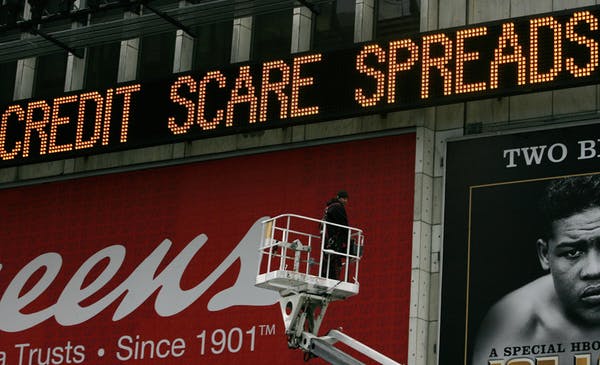 CREDIT SCARE SPREADS
eens
a Trusts • Since 1901™
TWO B
A SPECIAL HBO